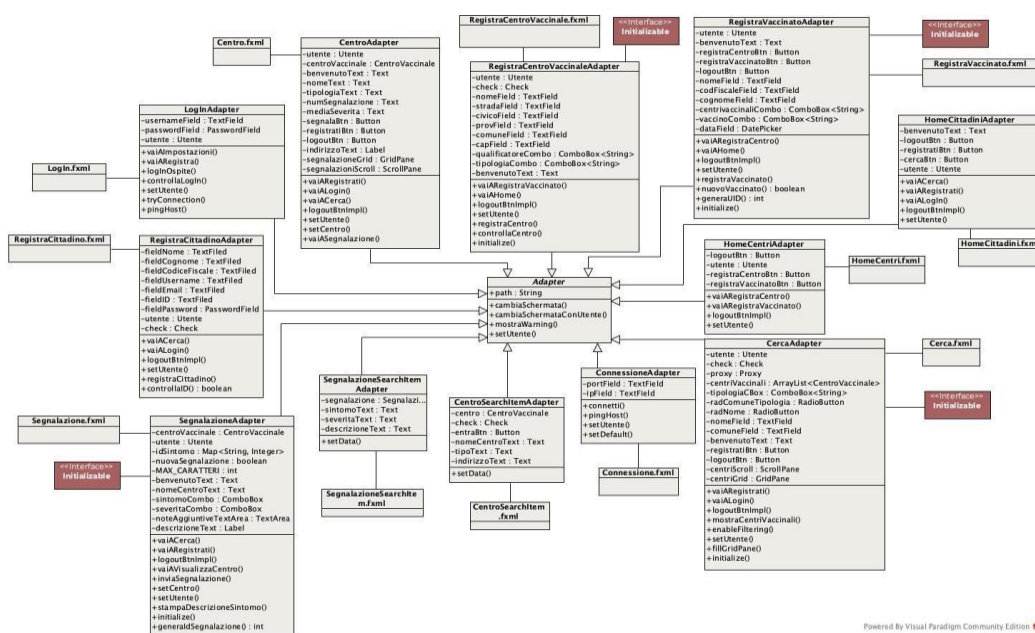 Centro.fxml
CentroAdapter
-utente : Utente
-centroVaccinale : CentroVaccinale
-benvenutoText : Text
-nomeText : Text
-tipologiaText : Text
-numSegnalazione : Text
-mediaSeverita : Text
-segnalaBtn : Button
-registratiBtn : Button
-logoutBtn : Button
-indirizzoText : Label
-segnalazioneGrid : GridPane
-segnalazioniScroll : ScrollPane
+vaiARegistrati()
+vaiALogin()
+vaiACerca()
+logoutBtnImpl()
+setUtente()
+setCentro()
+vaiASegnalazione()
RegistraCentroVaccinale.fxml
<<Interface>>
Initializable
RegistraCentroVaccinaleAdapter
-utente : Utente
-check : Check
-nomeField : TextField
-stradaField : TextField
-civicoField : TextField
-provField : TextField
-comuneField : TextField
-capField : TextField
-qualificatoreCombo : ComboBox<String>
-tipologiaCombo : ComboBox<String>
-benvenutoText : Text
+vaiARegistraVaccinato()
+vaiAHome()
+logoutBtnImpl()
+setUtente()
+registraCentro()
+controllaCentro()
+initialize()
RegistraVaccinatoAdapter
-utente : Utente
-benvenutoText : Text
-registraCentroBtn : Button
-registraVaccinatoBtn : Button
-logoutBtn : Button
-nomeField : TextField
-codFiscaleField : TextField
-cognomeField : TextField
-centrivaccinaliCombo : ComboBox<String>
-vaccinoCombo : ComboBox<String>
-dataField : DatePicker
+vaiARegistraCentro()
+vaiAHome()
+logoutBtnImpl()
+setUtente()
+registraVaccinato()
+nuovoVaccinato() : boolean
+generaUID() : int
+initialize()
<<Interface>>
Initializable
RegistraVaccinato.fxml
LogInAdapter
-usernameField : TextField
-passwordField : PasswordField
-utente : Utente
+vaiAImpostazioni()
+vaiARegistra()
+logInOspite()
+controllaLogIn()
+setUtente()
+tryConnection()
+pingHost()
LogIn.fxml
HomeCittadiniAdapter
-benvenutoText : Text
-logoutBtn : Button
-registratiBtn : Button
-cercaBtn : Button
-utente : Utente
+vaiACerca()
+vaiARegistrati()
+vaiALogIn()
+logoutBtnImpl()
+setUtente()
HomeCittadini.fxml
RegistraCittadino.fxml
RegistraCittadinoAdapter
-fieldNome : TextFiled
-fieldCognome : TextFiled
-fieldCodiceFiscale : TextFiled
-fieldUsername : TextFiled
-fieldEmail : TextFiled
-fieldID : TextFiled
-fieldPassword : PasswordField
-utente : Utente
-check : Check
+vaiACerca()
+vaiALogin()
+logoutBtnImpl()
+setUtente()
+registraCittadino()
+controllaID() : boolean
HomeCentriAdapter
-logoutBtn : Button
-utente : Utente
-registraCentroBtn : Button
-registraVaccinatoBtn : Button
+vaiARegistraCentro()
+vaiARegistraVaccinato()
+logoutBtnImpl()
+setUtente()
HomeCentri.fxml
Adapter
+path : String
+cambiaSchermata()
+cambiaSchermataConUtente()
+mostraWarning()
+setUtente()
CercaAdapter
-utente : Utente
-check : Check
-proxy : Proxy
-centriVaccinali : ArrayList<CentroVaccinale>
-tipologiaCBox : ComboBox<String>
-radComuneTipologia : RadioButton
-radNome : RadioButton
-nomeField : TextField
-comuneField : TextField
-benvenutoText : Text
-registratiBtn : Button
-logoutBtn : Button
-centriScroll : ScrollPane
-centriGrid : GridPane
+vaiARegistrati()
+vaiALogin()
+logoutBtnImpl()
+mostraCentriVaccinali()
+enableFiltering()
+setUtente()
+fillGridPane()
+initialize()
Cerca.fxml
<<Interface>>
Initializable
SegnalazioneSearchItem
Adapter
-segnalazione : Segnalazi...
-sintomoText : Text
-severitaText : Text
-descrizioneText : Text
+setData()
SegnalazioneSearchIte
m.fxml
CentroSearchItemAdapter
-centro : CentroVaccinale
-check : Check
-entraBtn : Button
-nomeCentroText : Text
-tipoText : Text
-indirizzoText : Text
+setData()
CentroSearchItem
.fxml
ConnessioneAdapter
-portField : TextField
-ipField : TextField
+connetti()
+pingHost()
+setUtente()
+setDefault()
Connessione.fxml
Segnalazione.fxml
<<Interface>>
Initializable
SegnalazioneAdapter
-centroVaccinale : CentroVaccinale
-utente : Utente
-idSintomo : Map<String, Integer>
-nuovaSegnalazione : boolean
-MAX_CARATTERI : int
-benvenutoText : Text
-nomeCentroText : Text
-sintomoCombo : ComboBox
-severitaCombo : ComboBox
-noteAggiuntiveTextArea : TextArea
-descrizioneText : Label
+vaiACerca()
+vaiARegistrati()
+logoutBtnImpl()
+vaiAVisualizzaCentro()
+inviaSegnalazione()
+setCentro()
+setUtente()
+stampaDescrizioneSintomo()
+initialize()
+generaIdSegnalazione() : int
Powered By Visual Paradigm Community Edition